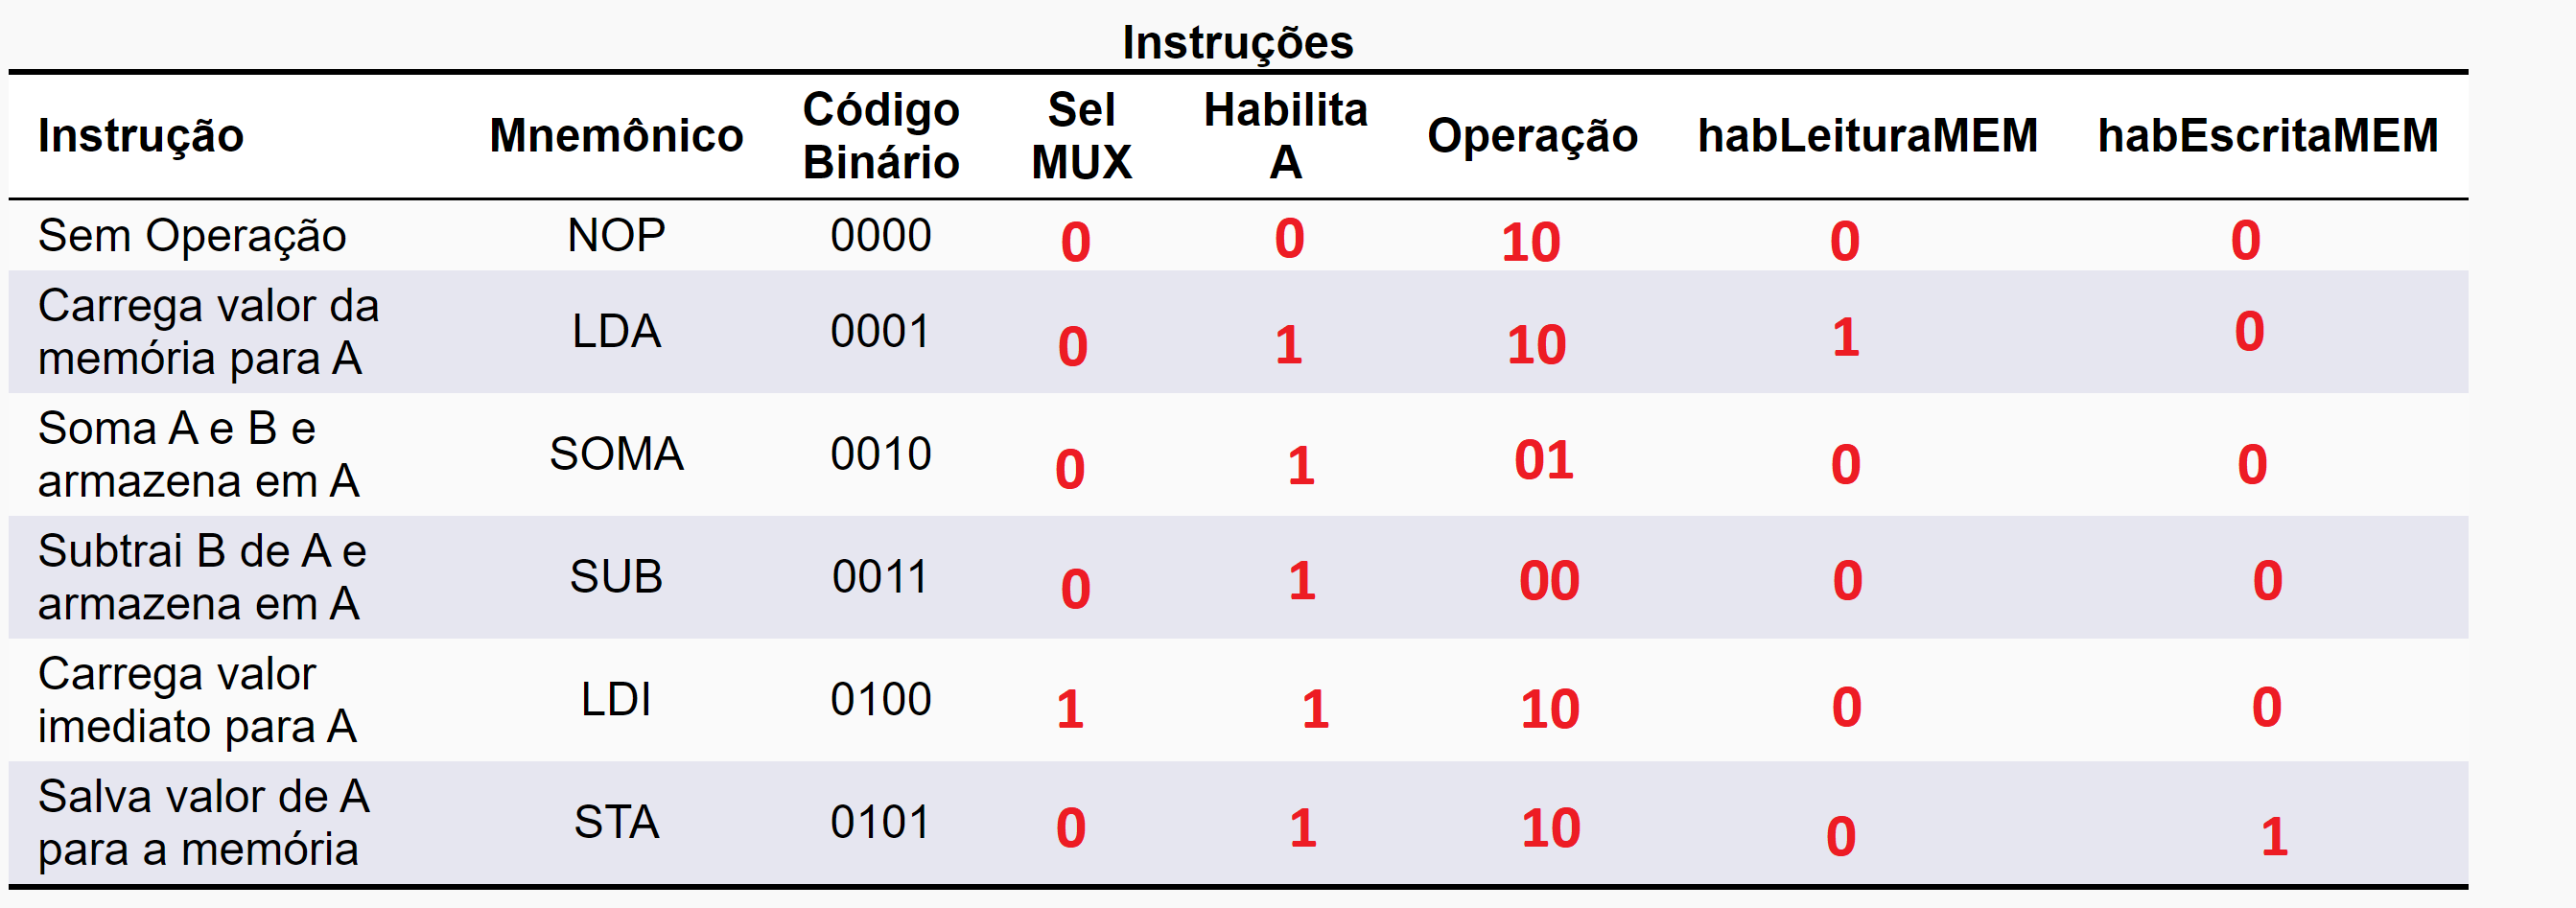 Instruções
Instrução Mnemônico Código Binário Sel MUX Habilita A Operação habLeituraMEM habEscritaMEM
Sem Operação NOP 0000 0 0 10 0 0
Carrega valor da memória para A LDA 0001 0 1 10 1 0
Soma A e B e armazena em A SOMA 0010 0 1 01 0 0
Subtrai B de A e armazena em A SUB 0011 0 1 00 0 0
Carrega valor imediato para A LDI 0100 1 1 10 0 0
Salva valor de A para a memória STA 0101 0 1 10 0 1